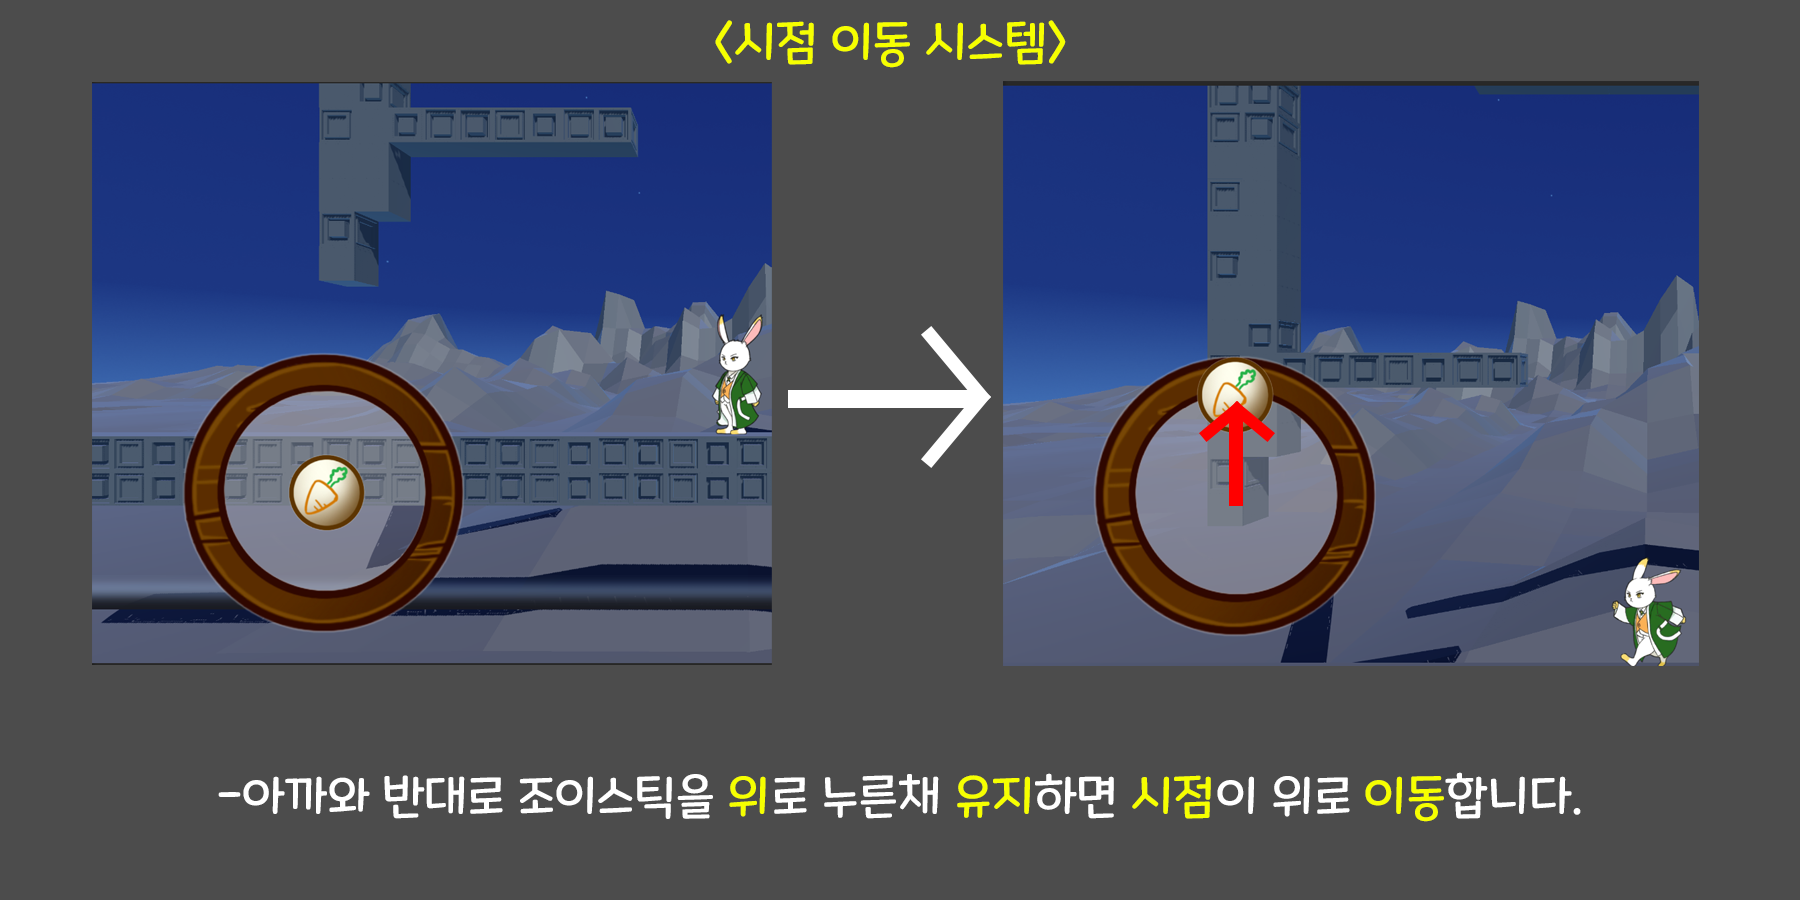 <시점 이동 시스템>
-아까와 반대로 조이스틱을 위로 누른채 유지하면 시점이 위로 이동합니다.